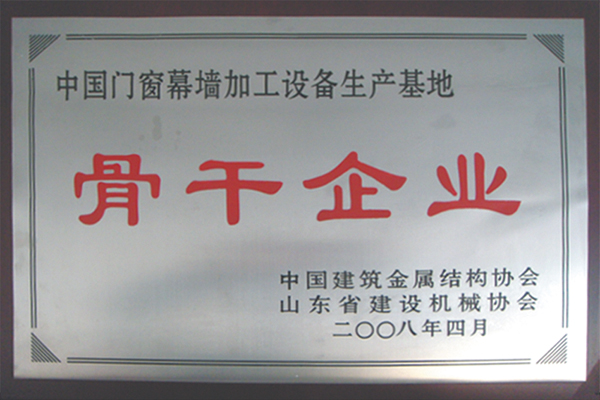 中国门窗幕墙加工设备生产基地
骨干企业
中国建筑金属结构协会
山东省建设机械协会
二〇〇八年四月